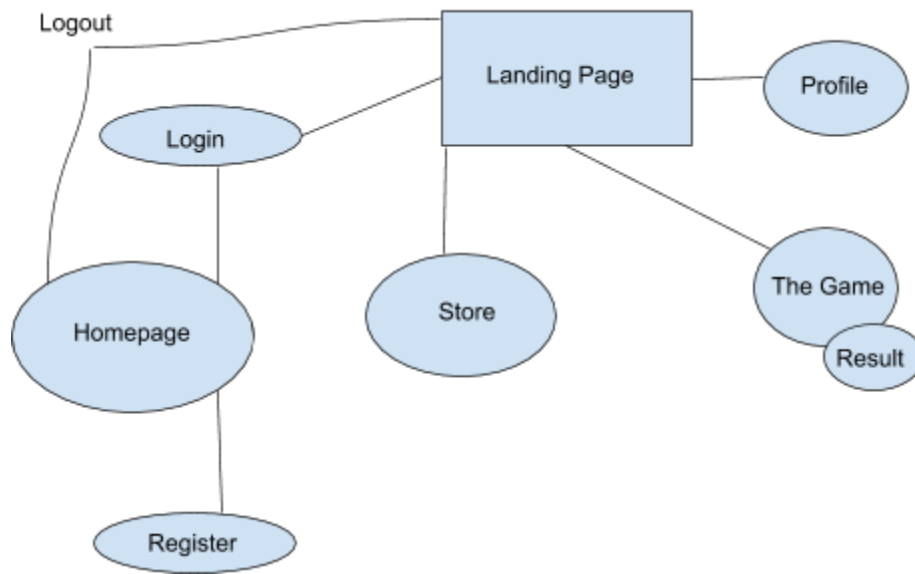 Logout
Landing Page
Profile
Login
The Game
Store
Homepage
Result
Register